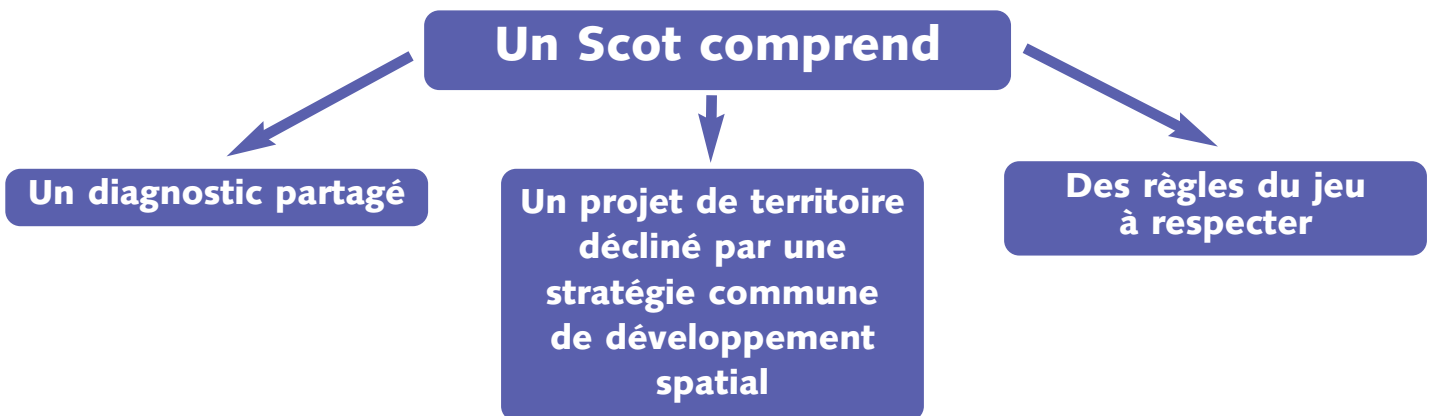 Un Scot comprend
Un diagnostic partagé
Un projet de territoire
décliné par une
stratégie commune
de développement
spatial
Des règles du jeu
à respecter